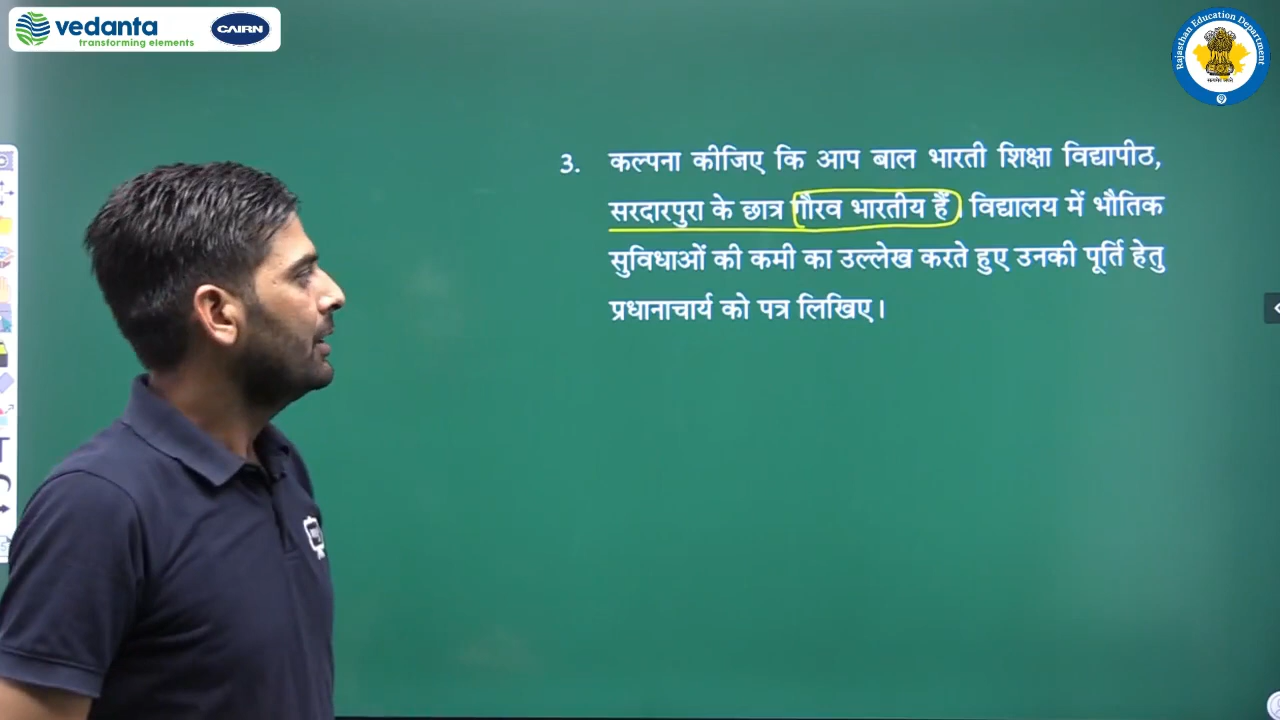 vedanta
transforming elements
CAIRN
Rajasthan Education Department
3. कल्पना कीजिए कि आप बाल भारती शिक्षा विद्यापीठ,
सरदारपुरा के छात्र गौरव भारतीय हैं। विद्यालय में भौतिक
सुविधाओं की कमी का उल्लेख करते हुए उनकी पूर्ति हेतु
प्रधानाचार्य को पत्र लिखिए।